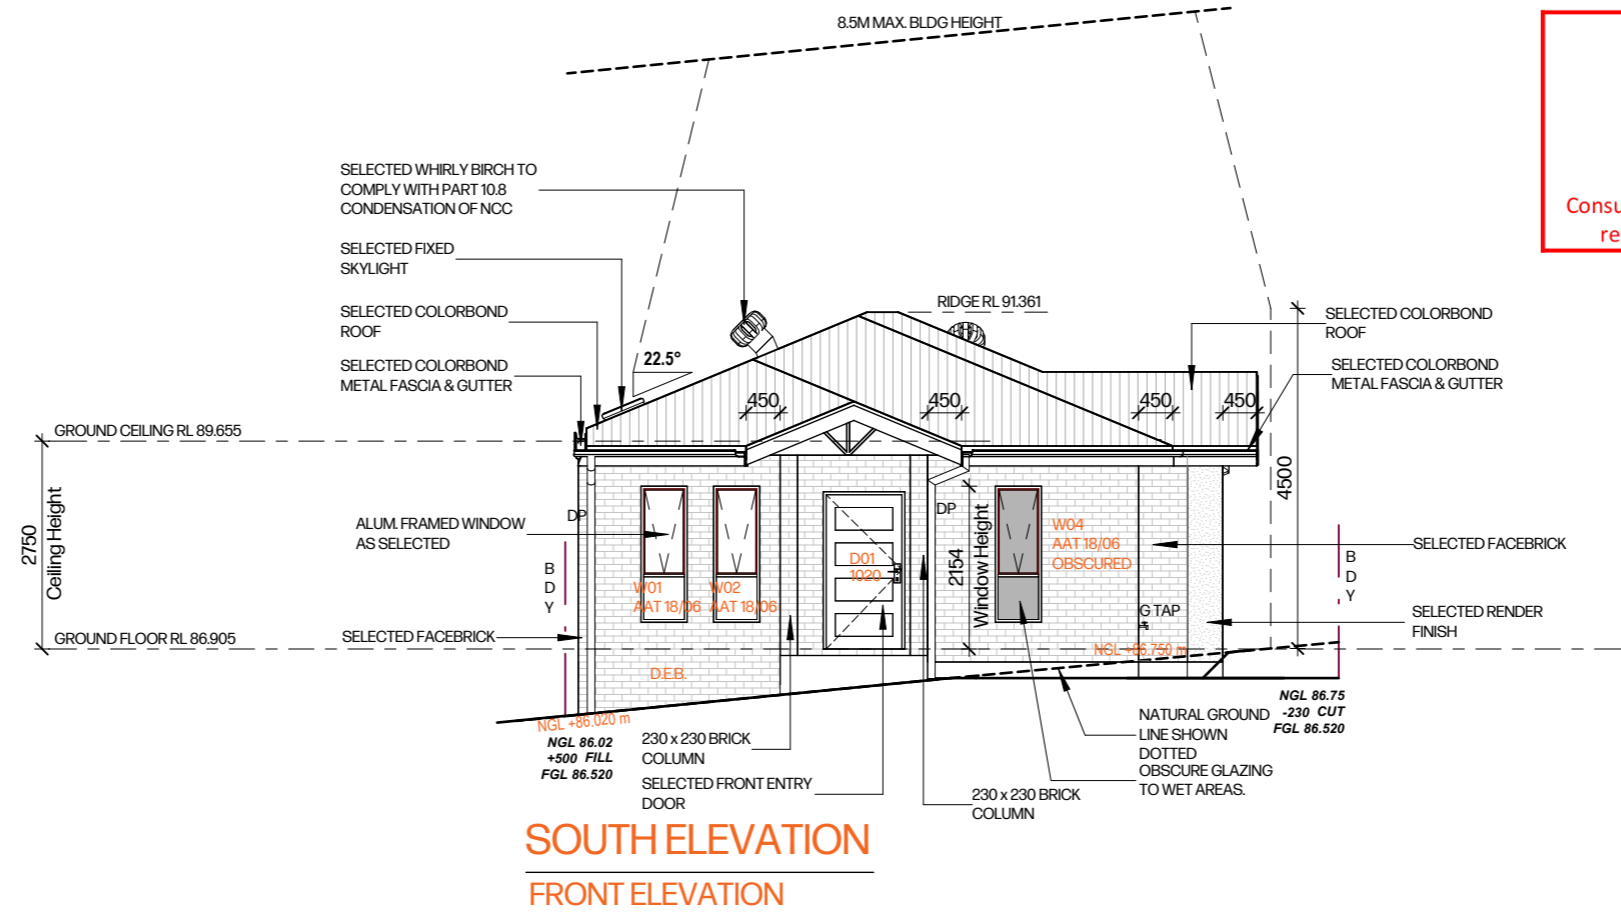 8.5M MAX. BLDG HEIGHT
Consu
re
SELECTED WHIRLY BIRCH TO
COMPLY WITH PART 10.8
CONDENSATION OF NCC
SELECTED FIXED
SKYLIGHT
SELECTED COLORBOND
ROOF
SELECTED COLORBOND
METAL FASCIA & GUTTER
22.5°
RIDGE RL 91.361
SELECTED COLORBOND
ROOF
SELECTED COLORBOND
METAL FASCIA & GUTTER
450
450
450
450
GROUND CEILING RL 89.655
2750
Ceiling Height
GROUND FLOOR RL 86.905
ALUM. FRAMED WINDOW
AS SELECTED
SELECTED FACEBRICK
B
D
Y
DP
W01
AAT 18/06
W02
AAT 18/06
D.E.B.
D01
1020
DP
2154
Window Height
W04
AAT 18/06
OBSCURED
G TAP
NGL +86.750 m
4500
B
D
Y
SELECTED FACEBRICK
SELECTED RENDER
FINISH
NGL +86.020 m
NGL 86.02
+500 FILL
FGL 86.520
230 x 230 BRICK
COLUMN
SELECTED FRONT ENTRY
DOOR
230 x 230 BRICK
COLUMN
NATURAL GROUND
LINE SHOWN
DOTTED
OBSCURE GLAZING
TO WET AREAS.
NGL 86.75
-230 CUT
FGL 86.520
SOUTH ELEVATION
FRONT ELEVATION